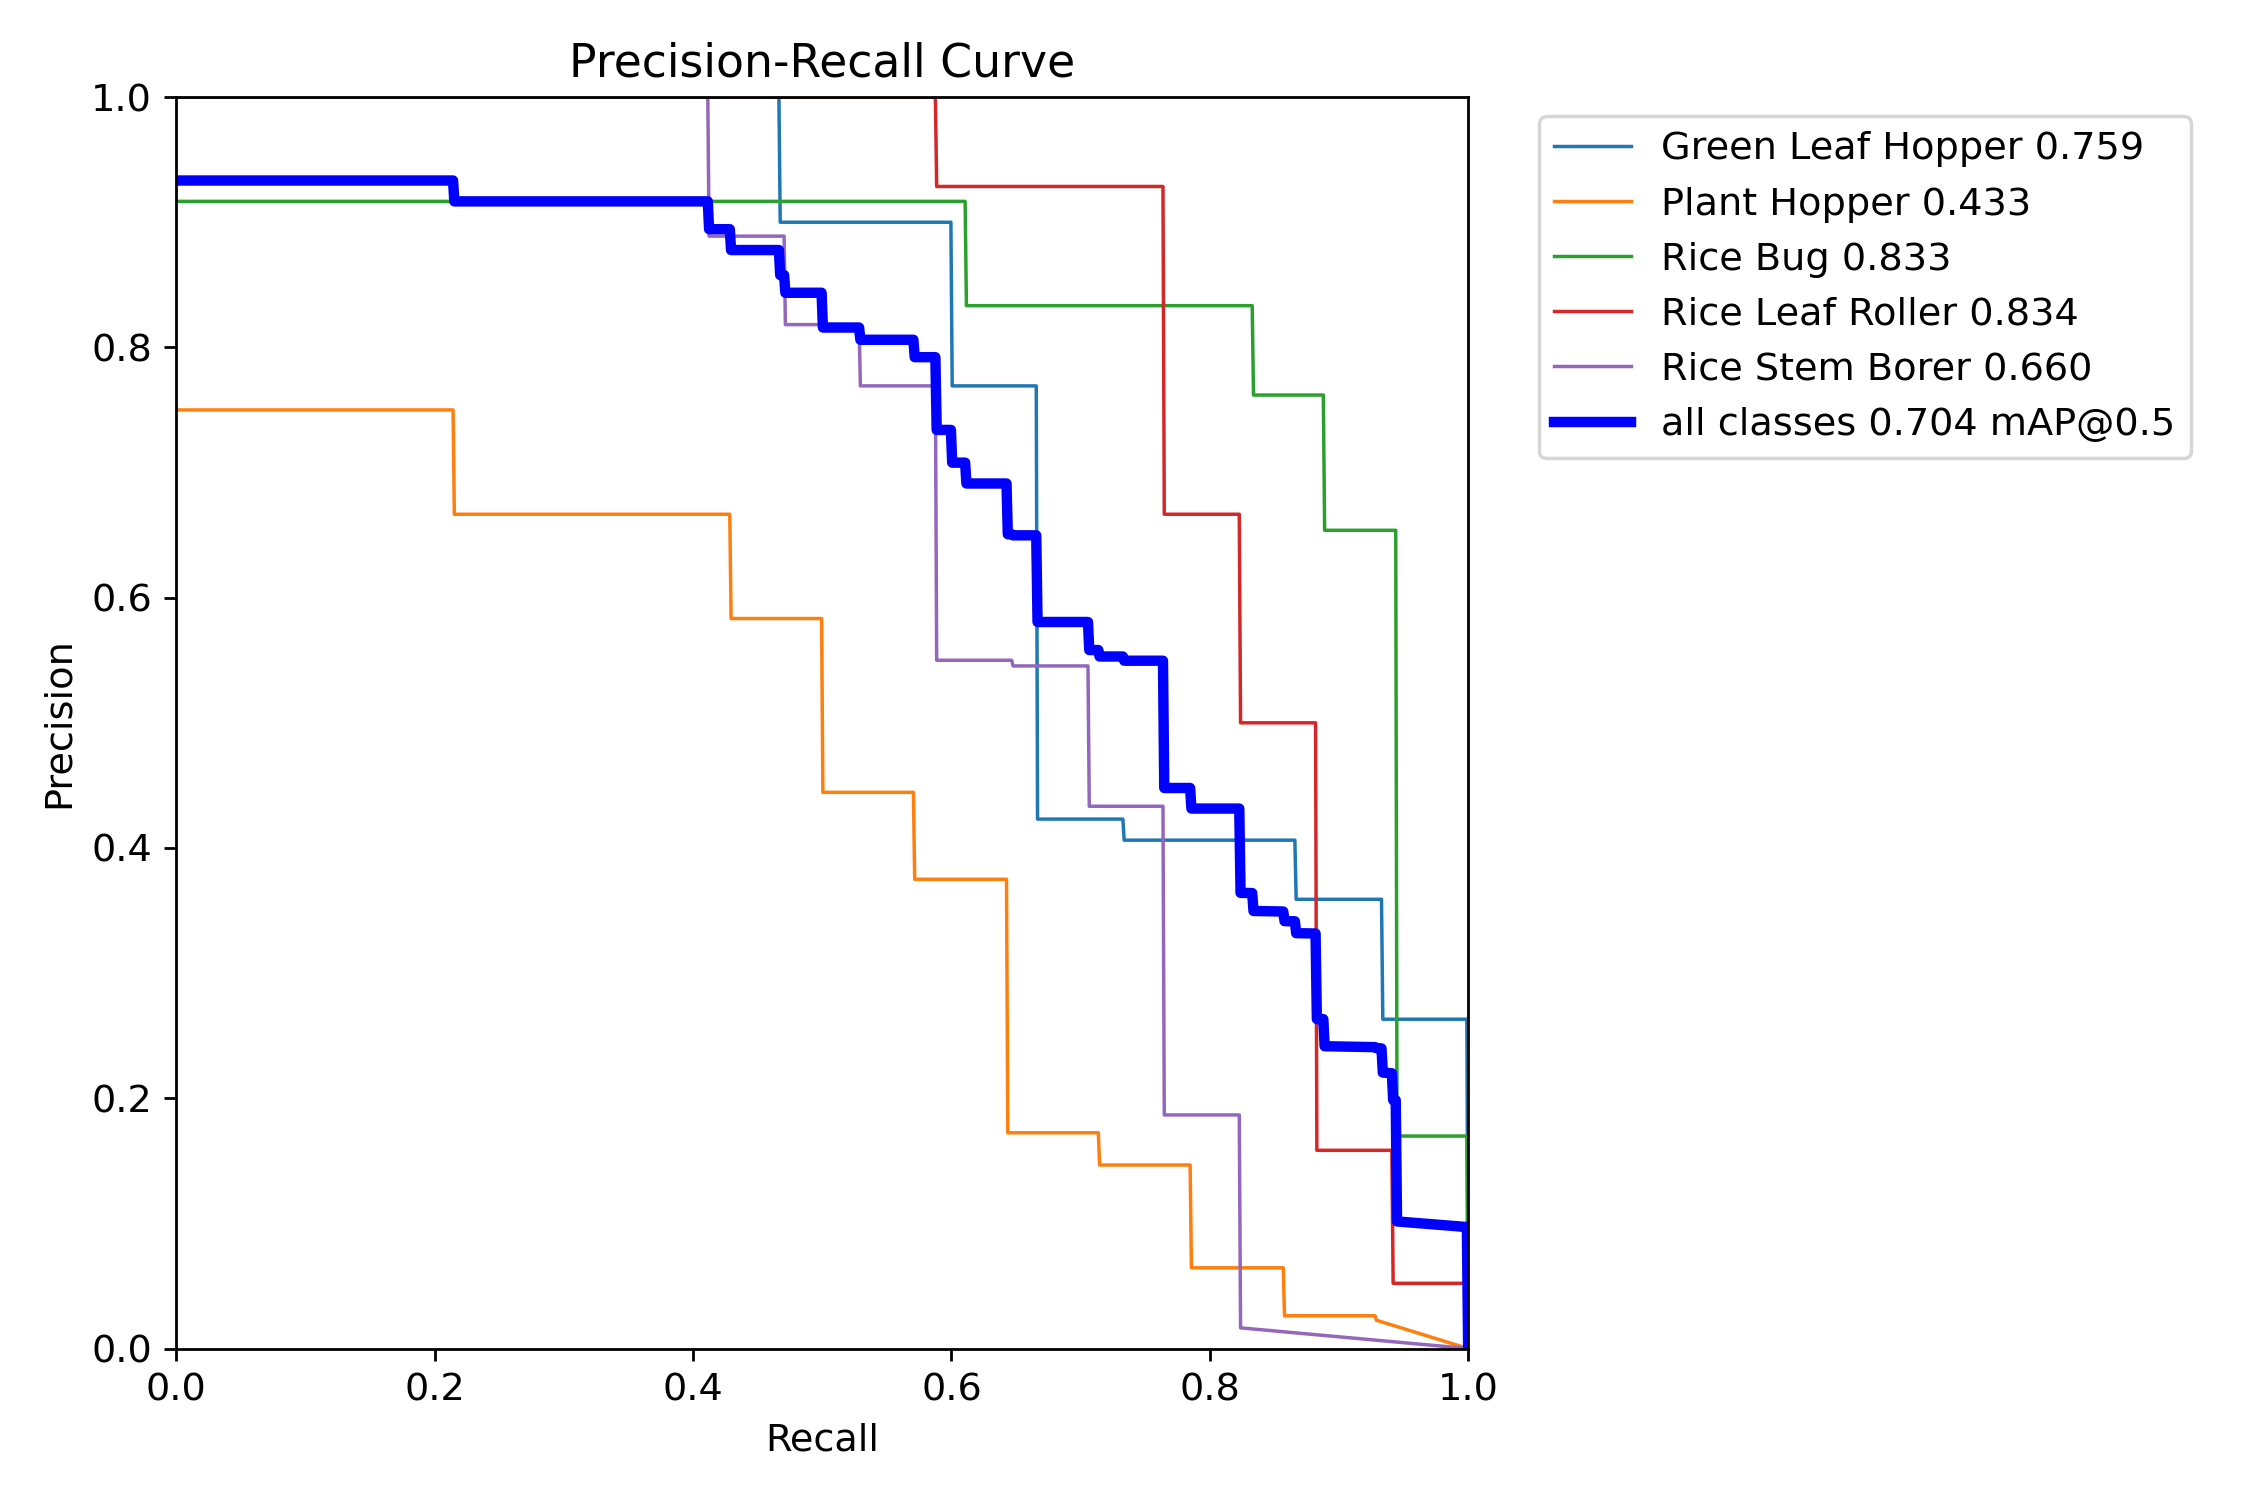 Precision-Recall Curve
1.0
0.8
0.6
0.4
0.2
0.0
Precision
0.0 0.2 0.4 0.6 0.8 1.0
Recall
Green Leaf Hopper 0.759
Plant Hopper 0.433
Rice Bug 0.833
Rice Leaf Roller 0.834
Rice Stem Borer 0.660
all classes 0.704 mAP@0.5